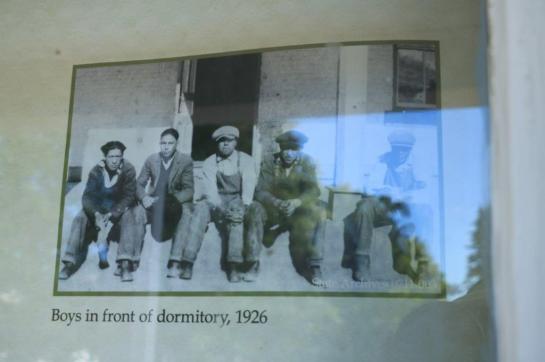 Boys in front of dormitory, 1926